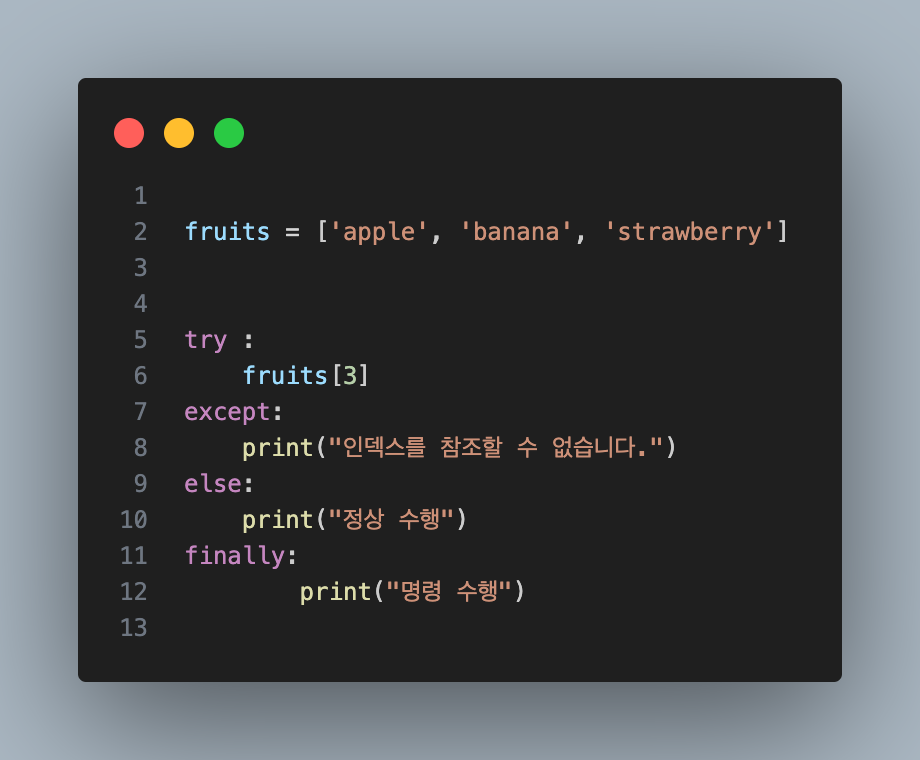 1
2 fruits = ['apple', 'banana', 'strawberry']
3
4
5 try :
6     fruits[3]
7 except:
8     print("인덱스를 참조할 수 없습니다.")
9 else:
10     print("정상 수행")
11 finally:
12         print("명령 수행")
13